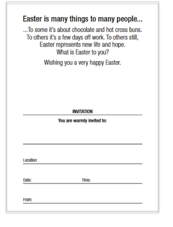 Easter is many things to many people...
...To some it's about chocolate and hot cross buns.
To others it's a few days off work. To others still,
Easter represents new life and hope.
What is Easter to you?
Wishing you a very happy Easter.
INVITATION
You are warmly invited to:
Location:
Date: Time:
From: